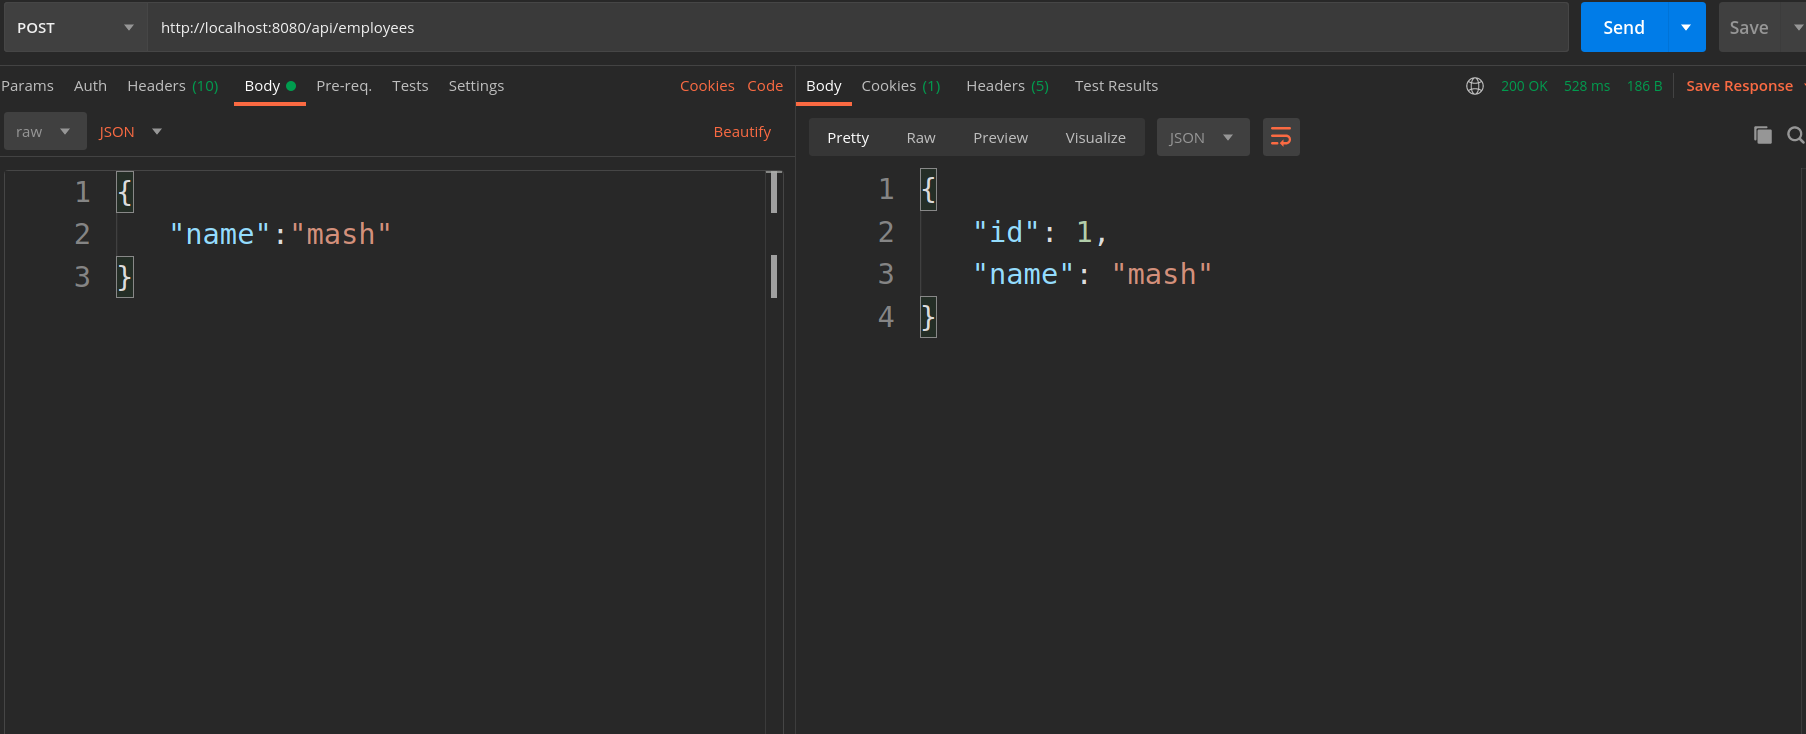 POST http://localhost:8080/api/employees Send Save
Params Auth Headers (10) Body Pre-req. Tests Settings Cookies Code
raw JSON Beautify
1 {
2 "name":"mash"
3 }
Body Cookies (1) Headers (5) Test Results 200 OK 528 ms 186 B Save Response
Pretty Raw Preview Visualize JSON
1 {
2 "id": 1,
3 "name": "mash"
4 }